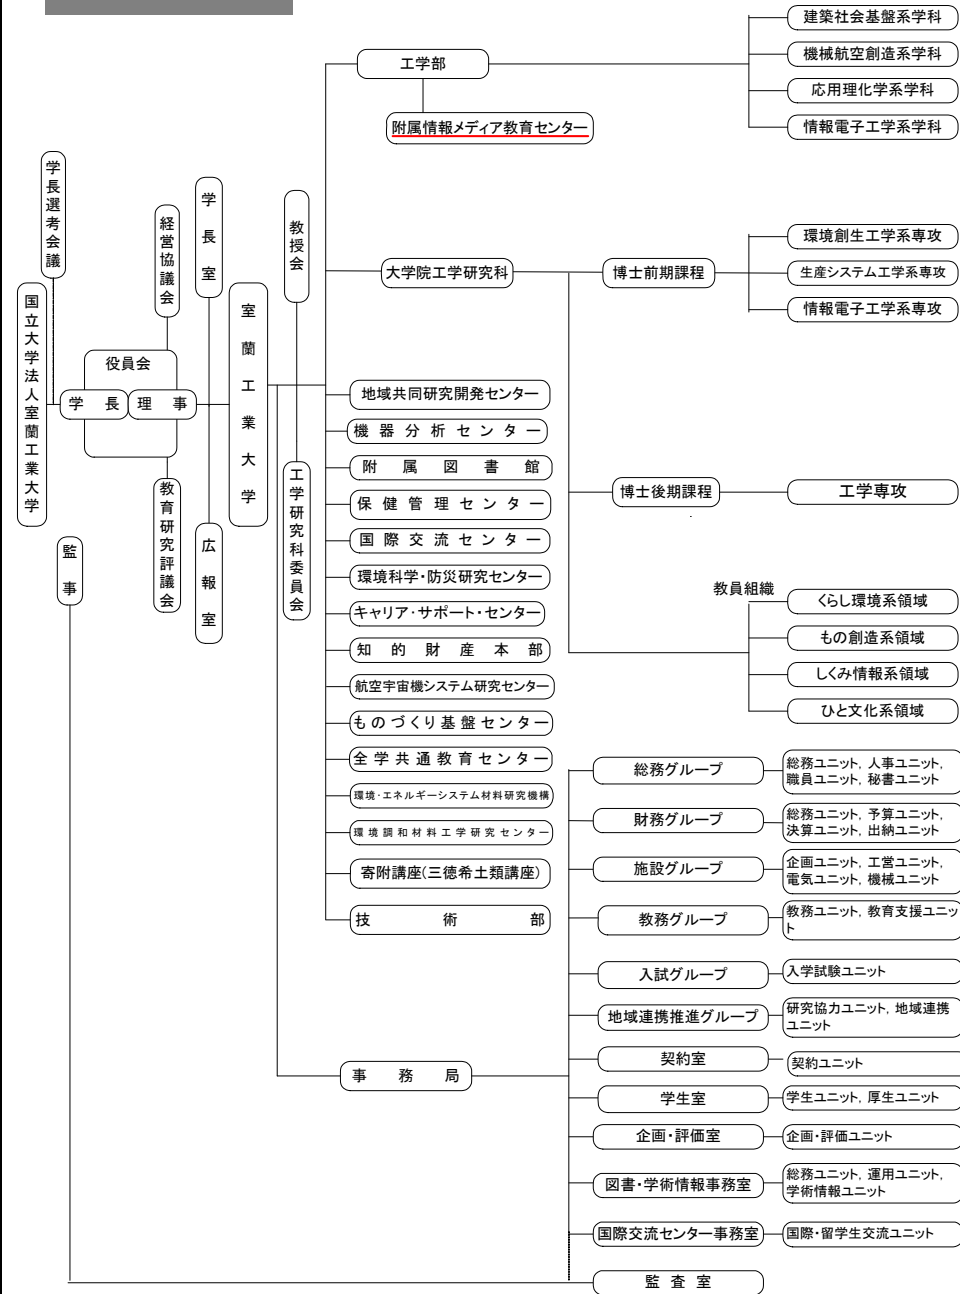 国立大学法人室蘭工業大学
学長選考会議
役員会
学　長
理　事
経営協議会
教育研究評議会
監　事
学　長　室
広　報　室
室　蘭　工　業　大　学
教授会
工学研究科委員会
工学部
附属情報メディア教育センター
建築社会基盤系学科
機械航空創造系学科
応用理化学系学科
情報電子工学系学科
大学院工学研究科
博士前期課程
環境創生工学系専攻
生産システム工学系専攻
情報電子工学系専攻
博士後期課程
工学専攻
教員組織
くらし環境系領域
もの創造系領域
しくみ情報系領域
ひと文化系領域
地域共同研究開発センター
機器分析センター
附　属　図　書　館
保健管理センター
国際交流センター
環境科学・防災研究センター
キャリア・サポート・センター
知　的　財　産　本　部
航空宇宙機システム研究センター
ものづくり基盤センター
全学共通教育センター
環境・エネルギーシステム材料研究機構
環境調和材料工学研究センター
寄附講座(三徳希土類講座)
技　術　部
事　務　局
総務グループ
総務ユニット，人事ユニット，
職員ユニット，秘書ユニット
財務グループ
総務ユニット，予算ユニット，
決算ユニット，出納ユニット
施設グループ
企画ユニット，工営ユニット，
電気ユニット，機械ユニット
教務グループ
教務ユニット，教育支援ユニッ
ト
入試グループ
入学試験ユニット
地域連携推進グループ
研究協力ユニット，地域連携
ユニット
契約室
契約ユニット
学生室
学生ユニット，厚生ユニット
企画・評価室
企画・評価ユニット
図書・学術情報事務室
総務ユニット，運用ユニット，
学術情報ユニット
国際交流センター事務室
国際・留学生交流ユニット
監　査　室